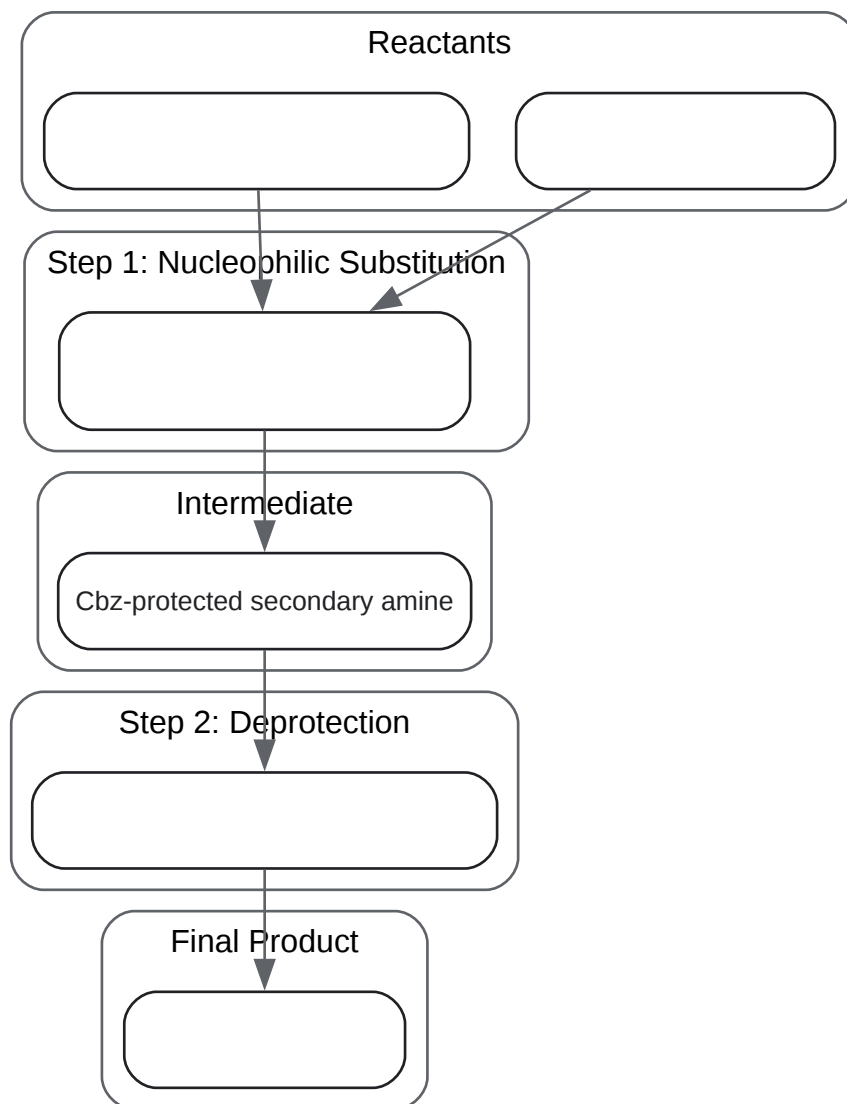 Reactants
Step 1: Nucleophilic Substitution
Intermediate
Cbz-protected secondary amine
Step 2: Deprotection
Final Product